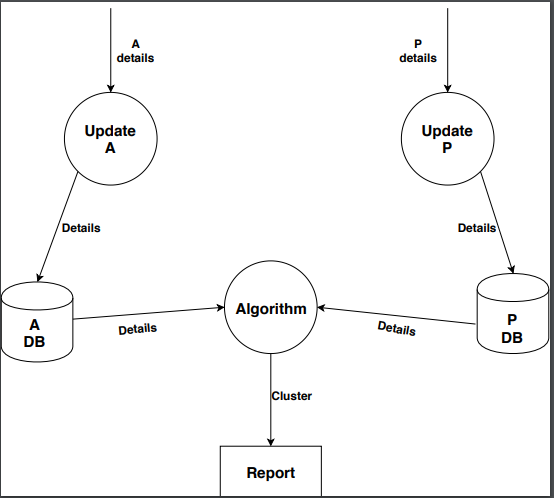 A
details
P
details
Update
A
Update
P
Details
Details
A
DB
Details
Algorithm
Details
P
DB
Cluster
Report